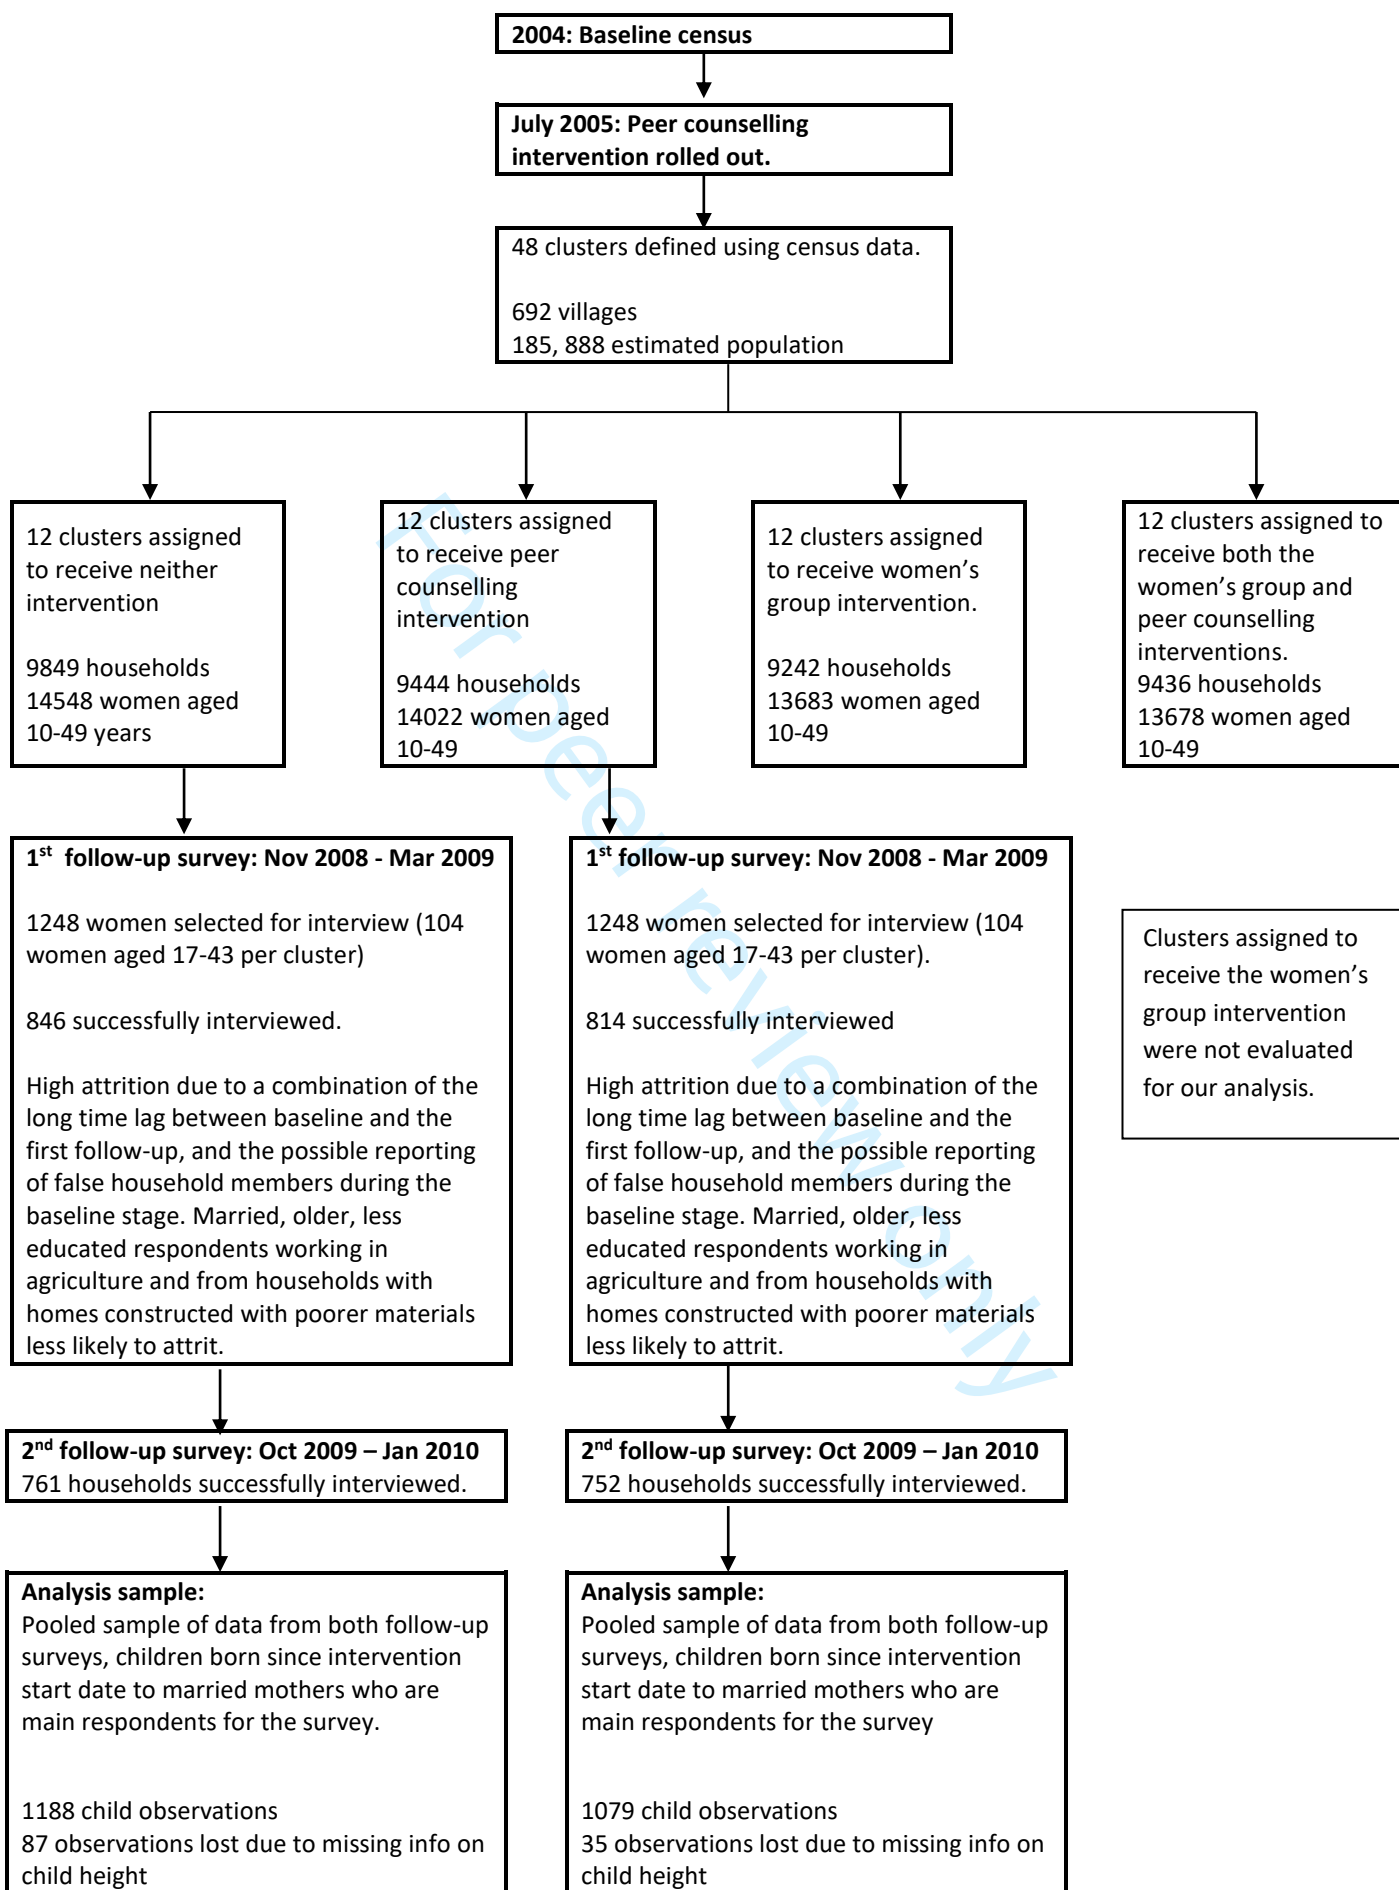 2004: Baseline census
July 2005: Peer counselling
intervention rolled out.
48 clusters defined using census data.
692 villages
185, 888 estimated population
12 clusters assigned
to receive neither
intervention
9849 households
14548 women aged
10-49 years
12 clusters assigned
to receive peer
counselling
intervention
9444 households
14022 women aged
10-49
12 clusters assigned
to receive women’s
group intervention.
9242 households
13683 women aged
10-49
12 clusters assigned to
receive both the
women’s group and
peer counselling
interventions.
9436 households
13678 women aged
10-49
1st follow-up survey: Nov 2008 - Mar 2009
1248 women selected for interview (104
women aged 17-43 per cluster)
846 successfully interviewed.
High attrition due to a combination of the
long time lag between baseline and the
first follow-up, and the possible reporting
of false household members during the
baseline stage. Married, older, less
educated respondents working in
agriculture and from households with
homes constructed with poorer materials
less likely to attrit.
1st follow-up survey: Nov 2008 - Mar 2009
1248 women selected for interview (104
women aged 17-43 per cluster).
814 successfully interviewed
High attrition due to a combination of the
long time lag between baseline and the
first follow-up, and the possible reporting
of false household members during the
baseline stage. Married, older, less
educated respondents working in
agriculture and from households with
homes constructed with poorer materials
less likely to attrit.
Clusters assigned to
receive the women’s
group intervention
were not evaluated
for our analysis.
2nd follow-up survey: Oct 2009 – Jan 2010
761 households successfully interviewed.
2nd follow-up survey: Oct 2009 – Jan 2010
752 households successfully interviewed.
Analysis sample:
Pooled sample of data from both follow-up
surveys, children born since intervention
start date to married mothers who are
main respondents for the survey.
1188 child observations
87 observations lost due to missing info on
child height
Analysis sample:
Pooled sample of data from both follow-up
surveys, children born since intervention
start date to married mothers who are
main respondents for the survey
1079 child observations
35 observations lost due to missing info on
child height
For peer review only